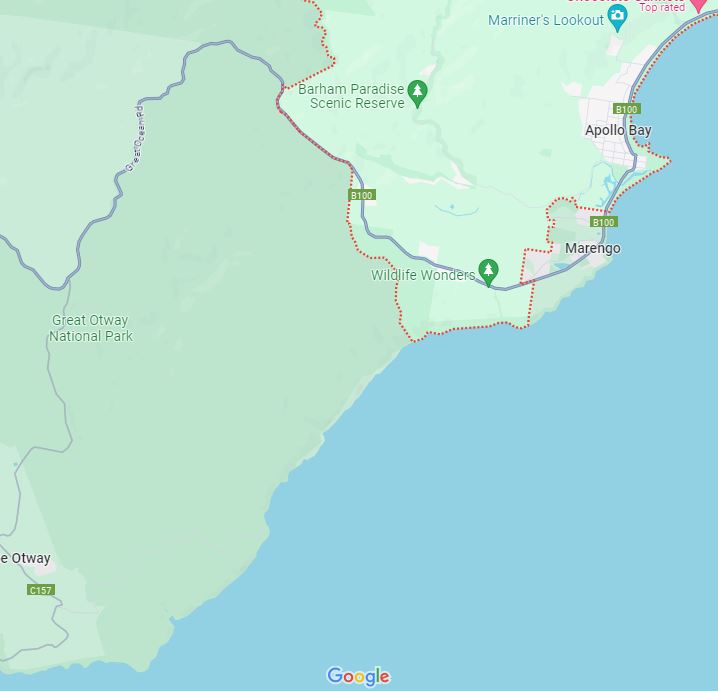 Top rated
Marriner's Lookout
Barham Paradise
Scenic Reserve
B100
Apollo Bay
Great Ocean Rd
B100
B100
Marengo
Wildlife Wonders
Great Otway
National Park
e Otway
C157
Google